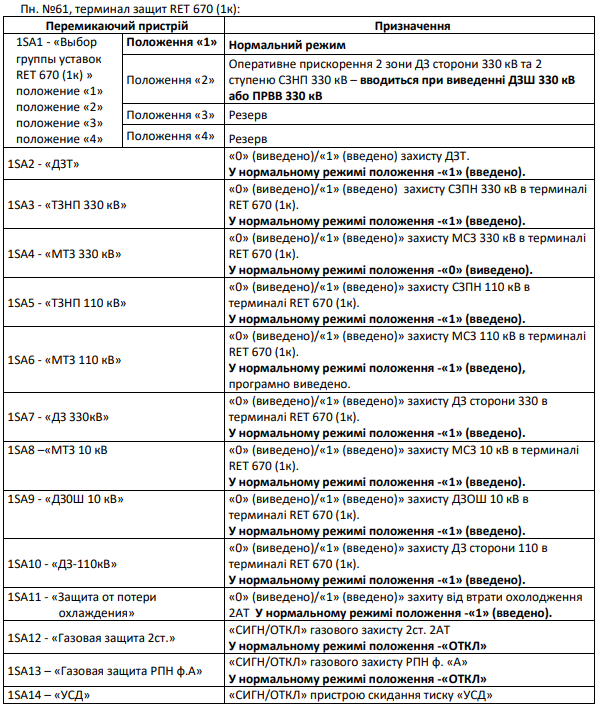 Пн. №61, терминал защит RET 670 (1к):
Перемикаючий пристрій
Призначення
1SA1 - «Выбор
группы уставок
RET 670 (1к) »
положение «1»
положение «2»
положение «3»
положение «4»
Положення «1»
Нормальний режим
Положення «2»
Оперативне прискорення 2 зони ДЗ сторони 330 кВ та 2
ступеню СЗНП 330 кВ – вводиться при виведенні ДЗШ 330 кВ
або ПРВВ 330 кВ
Положення «3»
Резерв
Положення «4»
Резерв
1SA2 - «ДЗТ»
«0» (виведено)/«1» (введено) захисту ДЗТ.
У нормальному режимі положення -«1» (введено).
1SA3 - «ТЗНП 330 кВ»
«0» (виведено)/«1» (введено)  захисту СЗПН 330 кВ в терминалі
RET 670 (1к).
У нормальному режимі положення -«1» (введено).
1SA4 - «МТЗ 330 кВ»
«0» (виведено)/«1» (введено)» захисту МСЗ 330 кВ в терминалі
RET 670 (1к).
У нормальному режимі положення -«0» (виведено).
1SA5 - «ТЗНП 110 кВ»
«0» (виведено)/«1» (введено)» захисту СЗПН 110 кВ в
терминалі RET 670 (1к).
У нормальному режимі положення -«1» (введено).
1SA6 - «МТЗ 110 кВ»
«0» (виведено)/«1» (введено)» захисту МСЗ 110 кВ в терминалі
RET 670 (1к).
У нормальному режимі положення -«1» (введено),
програмно виведено.
1SA7 - «ДЗ 330кВ»
«0» (виведено)/«1» (введено)» захисту ДЗ сторони 330 в
терминалі RET 670 (1к).
У нормальному режимі положення -«1» (введено).
1SA8 –«МТЗ 10 кВ
«0» (виведено)/«1» (введено)» захисту МСЗ 10 кВ в терминалі
RET 670 (1к).
У нормальному режимі положення -«1» (введено).
1SA9 - «ДЗОШ 10 кВ»
«0» (виведено)/«1» (введено)» захисту ДЗОШ 10 кВ в
терминалі RET 670 (1к).
У нормальному режимі положення -«1» (введено).
1SA10 - «ДЗ-110кВ»
«0» (виведено)/«1» (введено)» захисту ДЗ сторони 110 в
терминалі RET 670 (1к).
У нормальному режимі положення -«1» (введено).
1SA11 - «Защита от потери
охлаждения»
«0» (виведено)/«1» (введено)» захиту від втрати охолодження
2АТ  У нормальному режимі положення -«1» (введено).
1SA12 - «Газовая защита 2ст.»
«СИГН/ОТКЛ» газового захисту 2ст. 2АТ
У нормальному режимі положення -«ОТКЛ»
1SA13 – «Газовая защита РПН ф.А»
«СИГН/ОТКЛ» газового захисту РПН ф. «А»
У нормальному режимі положення -«ОТКЛ»
1SA14 – «УСД»
«СИГН/ОТКЛ» пристрою скидання тиску «УСД»